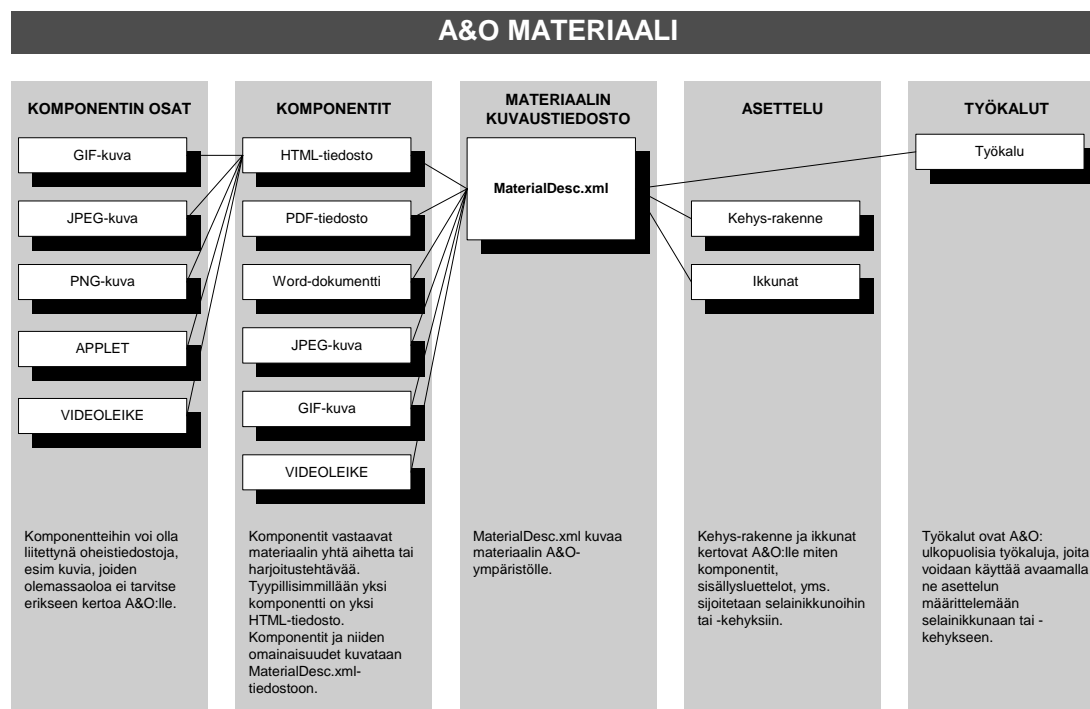 A&O MATERIAALI
KOMPONENTIN OSAT
GIF-kuva
JPEG-kuva
PNG-kuva
APPLET
VIDEOLEIKE
Komponentteihin voi olla
liitettynä oheistiedostoja,
esim kuvia, joiden
olemassaoloa ei tarvitse
erikseen kertoa A&O:lle.
KOMPONENTIT
HTML-tiedosto
PDF-tiedosto
Word-dokumentti
JPEG-kuva
GIF-kuva
VIDEOLEIKE
Komponentit vastaavat
materiaalin yhtä aihetta tai
harjoitustehtävää.
Tyypillisimmillään yksi
komponentti on yksi
HTML-tiedosto.
Komponentit ja niiden
omainaisuudet kuvataan
MaterialDesc.xml-
tiedostoon.
MATERIAALIN
KUVAUSTIEDOSTO
MaterialDesc.xml
MaterialDesc.xml kuvaa
materiaalin A&O-
ympäristölle.
ASETTELU
Kehys-rakenne
Ikkunat
Kehys-rakenne ja ikkunat
kertovat A&O:lle miten
komponentit,
sisällysluettelot, yms.
sijoitetaan selainikkunoihin
tai -kehyksiin.
TYÖKALUT
Työkalu
Työkalut ovat A&O:
ulkopuolisia työkaluja, joita
voidaan käyttää avaamalla
ne asettelun
määrittelemään
selainikkunaan tai -
kehykseen.